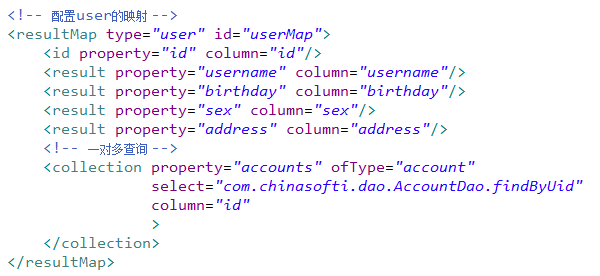 <!-- 配置user的映射 -->
<resultMap type="user" id="userMap">
    <id property="id" column="id"/>
    <result property="username" column="username"/>
    <result property="birthday" column="birthday"/>
    <result property="sex" column="sex"/>
    <result property="address" column="address"/>
    <!-- 一对多查询 -->
    <collection property="accounts" ofType="account"
                select="com.chinasofti.dao.AccountDao.findByUid"
                column="id"
                >
    </collection>
</resultMap>